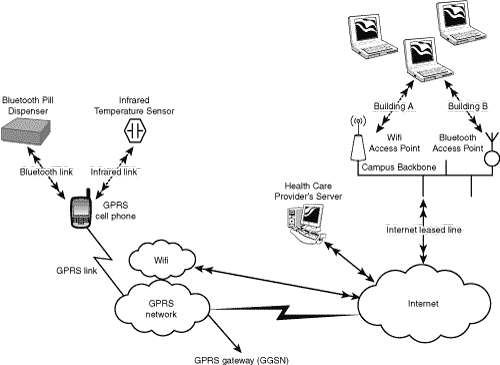 Building A
Building B
Bluetooth Pill
Dispenser
Infrared
Temperature Sensor
Wifi
Access Point
Bluetooth
Access Point
Bluetooth link
Infrared link
Campus Backbone
GPRS
cell phone
Health Care
Provider's Server
Internet leased line
GPRS link
Wifi
GPRS
network
Internet
GPRS gateway (GGSN)